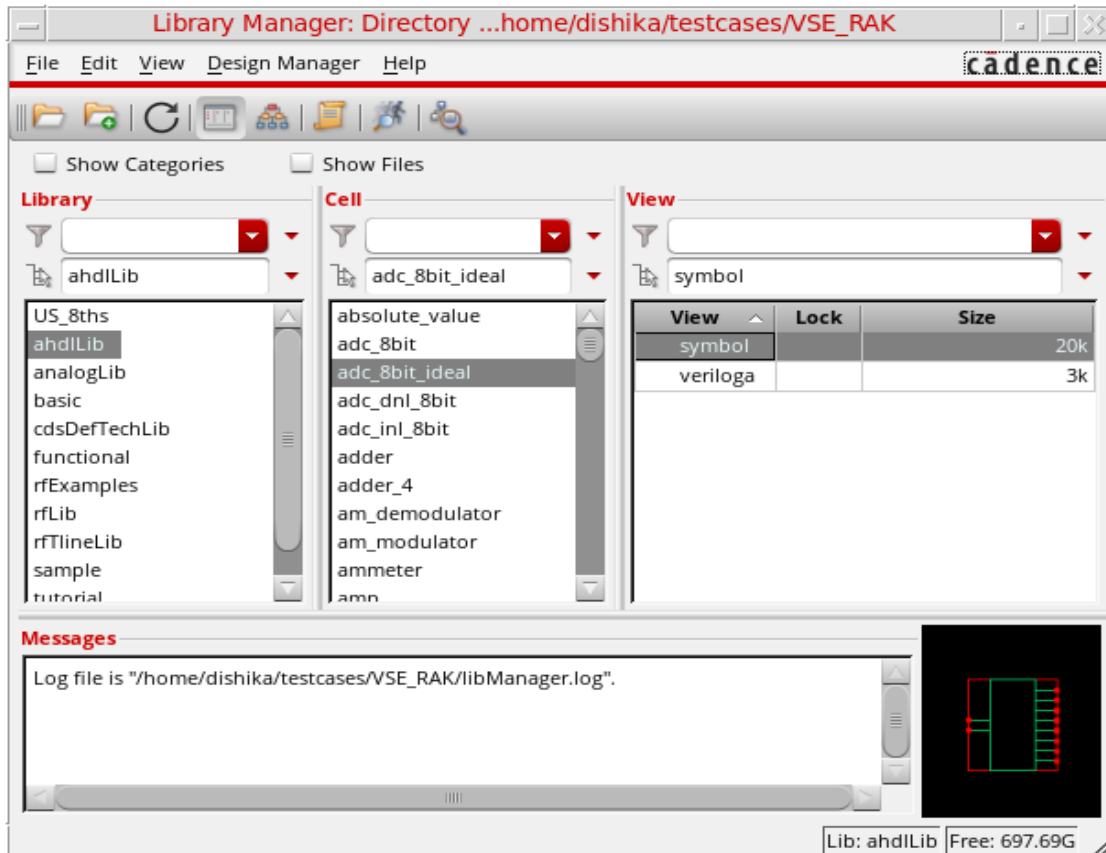 Library Manager: Directory ...home/dishika/testcases/VSE_RAK
File Edit View Design Manager Help
cādence
Show Categories Show Files
Library Cell View
ahdlLib adc_8bit_ideal symbol
US_8ths absolute_value View Lock Size
ahdlLib adc_8bit symbol 20k
analogLib adc_8bit_ideal veriloga 3k
basic adc_dnl_8bit
cdsDefTechLib adc_inl_8bit
functional adder
rfExamples adder_4
rfLib am_demodulator
rfTlineLib am_modulator
sample ammeter
tutorial amp
Messages
Log file is "/home/dishika/testcases/VSE_RAK/libManager.log".
Lib: ahdlLib Free: 697.69G